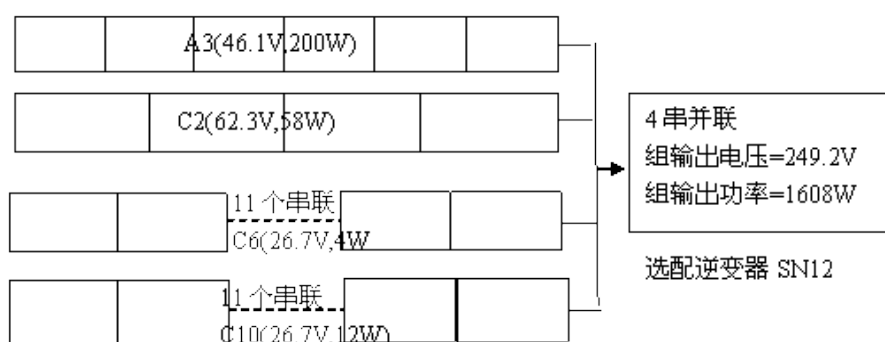 A3(46.1V,200W)
C2(62.3V,58W)
11个串联
C6(26.7V,4W
11个串联
C10(26.7V,12W)
4串并联
组输出电压=249.2V
组输出功率=1608W
选配逆变器 SN12